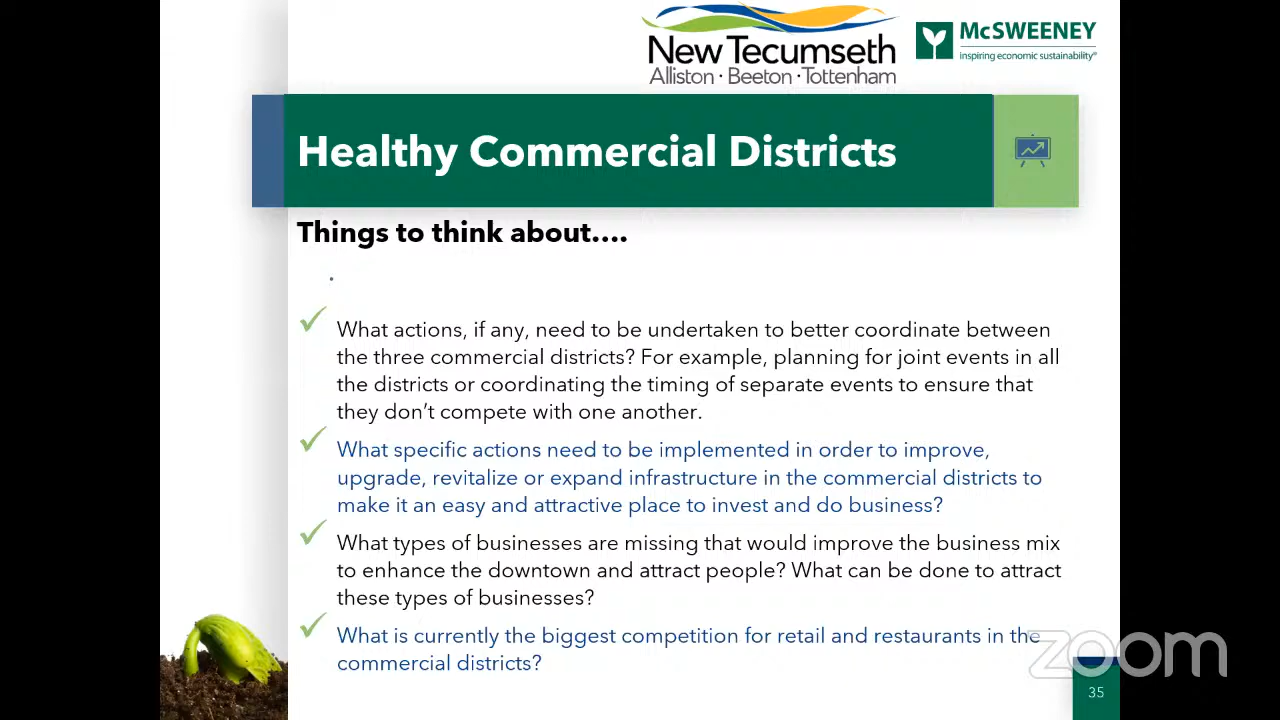 New Tecumseth
Alliston · Beeton · Tottenham
McSWEENEY
inspiring economic sustainability®
Healthy Commercial Districts
Things to think about....
What actions, if any, need to be undertaken to better coordinate between
the three commercial districts? For example, planning for joint events in all
the districts or coordinating the timing of separate events to ensure that
they don’t compete with one another.
What specific actions need to be implemented in order to improve,
upgrade, revitalize or expand infrastructure in the commercial districts to
make it an easy and attractive place to invest and do business?
What types of businesses are missing that would improve the business mix
to enhance the downtown and attract people? What can be done to attract
these types of businesses?
What is currently the biggest competition for retail and restaurants in the
commercial districts?
zoom
35